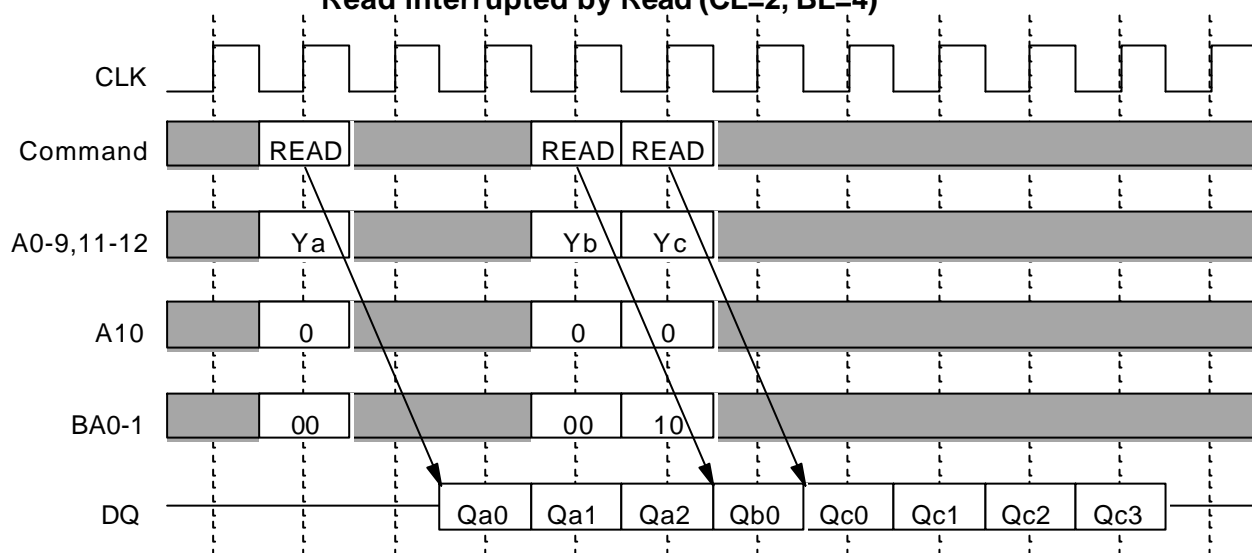 Read Interrupted by Read (CL=2, BL=4)
CLK
Command READ READ READ
A0-9,11-12 Ya Yb Yc
A10 0 0 0
BA0-1 00 00 10
DQ Qa0 Qa1 Qa2 Qb0 Qc0 Qc1 Qc2 Qc3